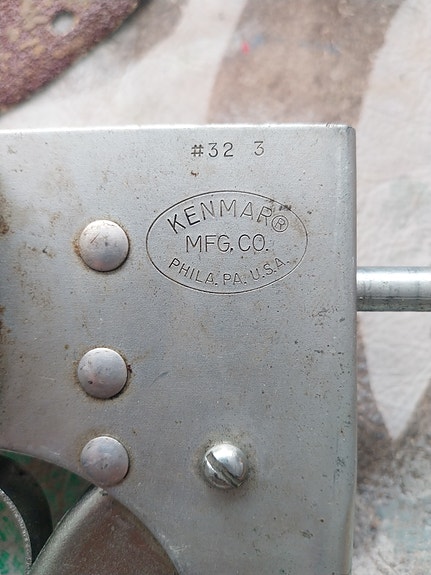 #32 3
KENMAR®
MFG. CO.
PHILA. PA. U.S.A.